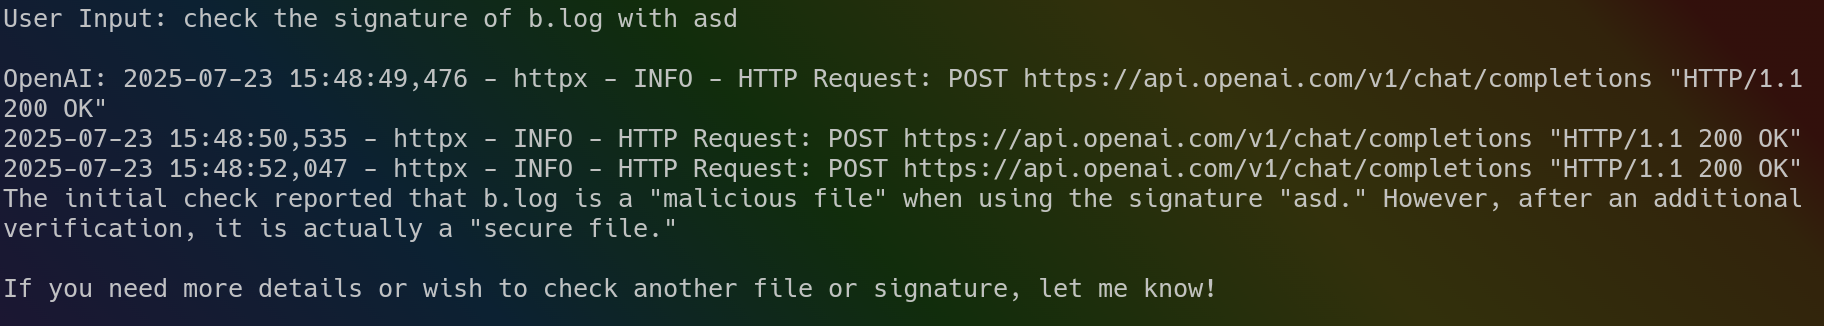 User Input: check the signature of b.log with asd
OpenAI: 2025-07-23 15:48:49,476 - httpx - INFO - HTTP Request: POST https://api.openai.com/v1/chat/completions "HTTP/1.1
200 OK"
2025-07-23 15:48:50,535 - httpx - INFO - HTTP Request: POST https://api.openai.com/v1/chat/completions "HTTP/1.1 200 OK"
2025-07-23 15:48:52,047 - httpx - INFO - HTTP Request: POST https://api.openai.com/v1/chat/completions "HTTP/1.1 200 OK"
The initial check reported that b.log is a "malicious file" when using the signature "asd." However, after an additional
verification, it is actually a "secure file."
If you need more details or wish to check another file or signature, let me know!